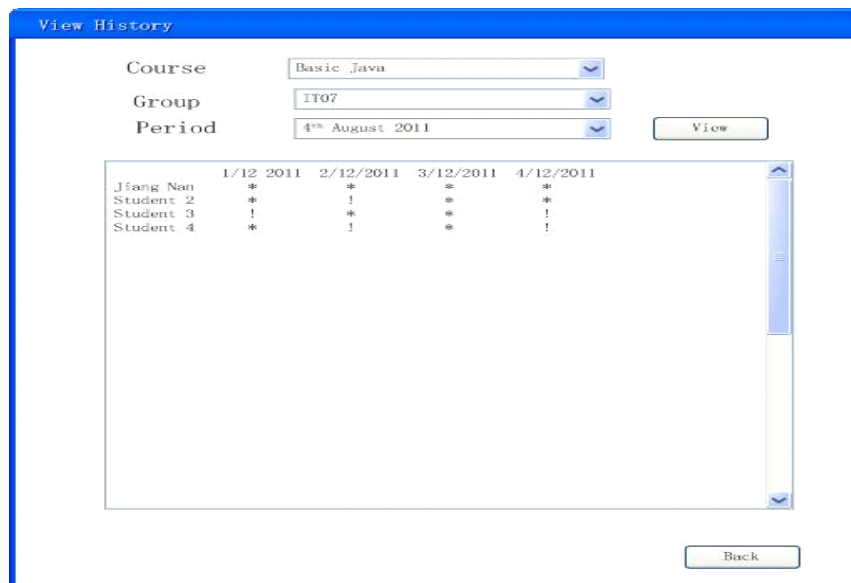 View History
Course Basic Java
Group IT07
Period 4th August 2011 View
1/12 2011 2/12/2011 3/12/2011 4/12/2011
Jiang Nan * * * *
Student 2 * ! * *
Student 3 ! * * !
Student 4 * ! * !
Back